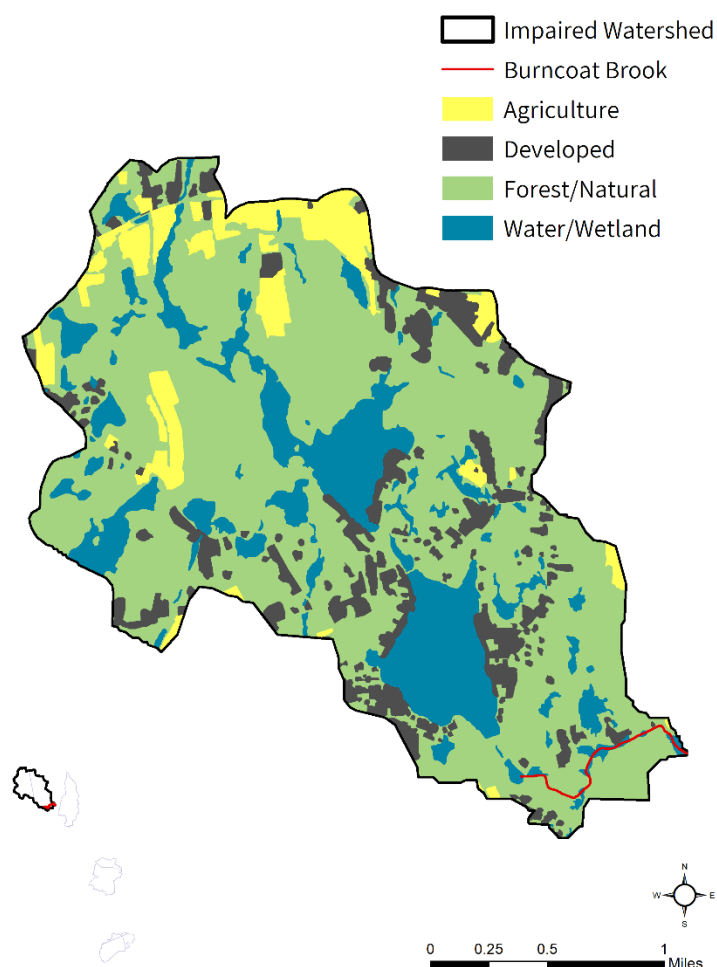 Impaired Watershed
Burncoat Brook
Agriculture
Developed
Forest/Natural
Water/Wetland
N
W E
S
0 0.25 0.5 1
Miles